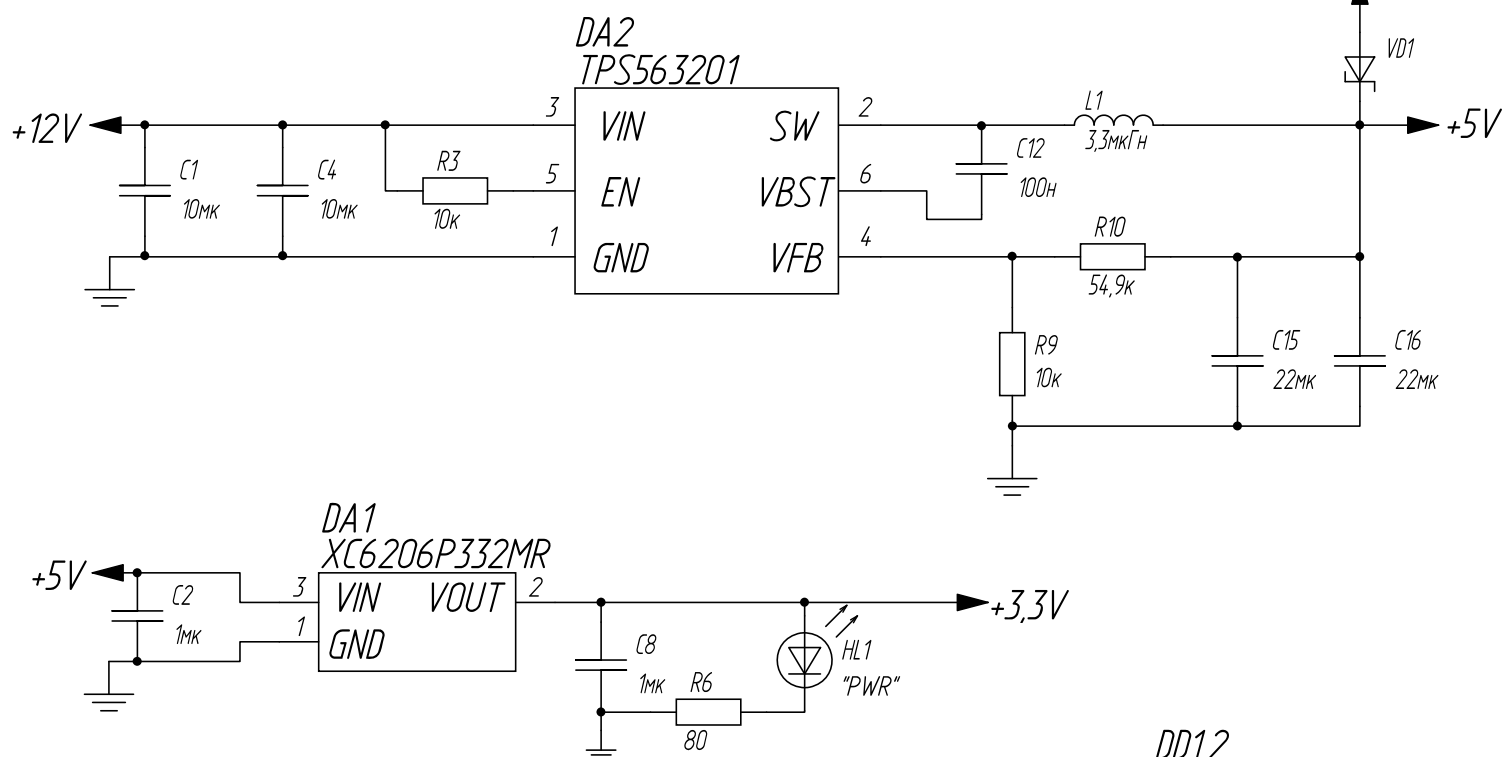 DA2
TPS563201
VD1
+12V
3
VIN
SW
2
L1
3,3мкГн
+5V
C1
10мк
C4
10мк
R3
10к
5
EN
VBST
6
C12
100н
1
GND
VFB
4
R10
54,9к
R9
10к
C15
22мк
C16
22мк
DA1
XC6206P332MR
+5V
C2
1мк
3
VIN
VOUT
2
+3,3V
1
GND
C8
1мк
R6
80
HL1
"PWR"
DD12